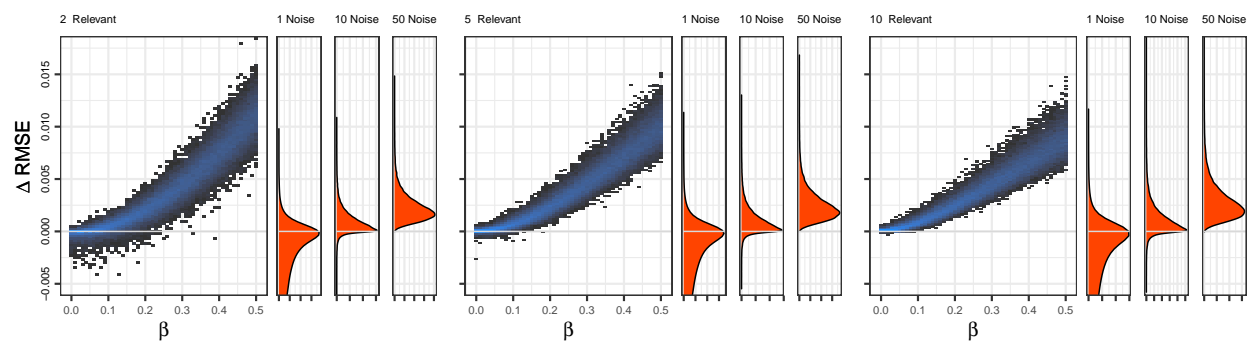 2 Relevant 1 Noise 10 Noise 50 Noise 5 Relevant 1 Noise 10 Noise 50 Noise 10 Relevant 1 Noise 10 Noise 50 Noise
Δ RMSE
0.015
0.010
0.005
0.000
−0.005
0.0 0.1 0.2 0.3 0.4 0.5 0.0 0.1 0.2 0.3 0.4 0.5 0.0 0.1 0.2 0.3 0.4 0.5
β β β